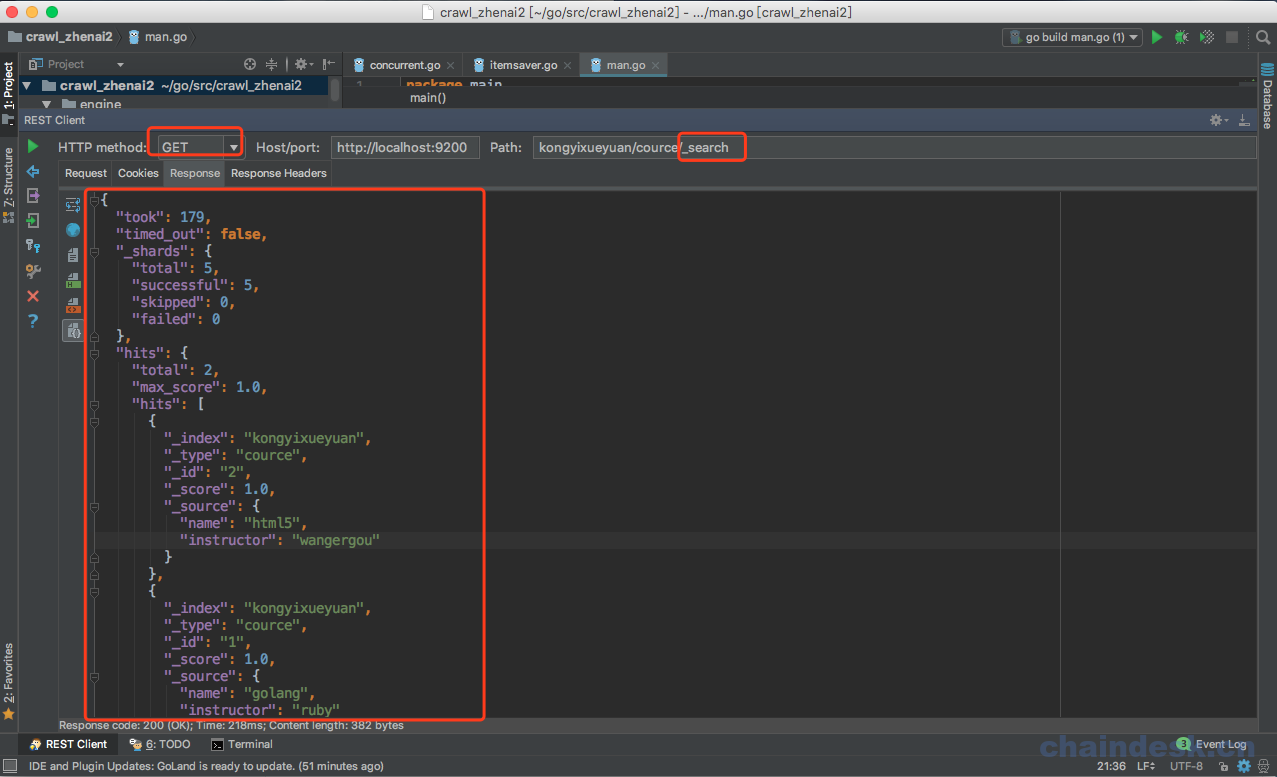 crawl_zhenai2 [~/go/src/crawl_zhenai2] - .../man.go [crawl_zhenai2]
crawl_zhenai2 man.go go build man.go (1)
1: Project Project concurrent.go itemsaver.go man.go
crawl_zhenai2 ~/go/src/crawl_zhenai2 1 package main
engine main()
Database
REST Client
HTTP method: GET Host/port: http://localhost:9200 Path: kongyixueyuan/cource/_search
Z: Structure
Request Cookies Response Response Headers
{
"took": 179,
"timed_out": false,
"_shards": {
"total": 5,
"successful": 5,
"skipped": 0,
"failed": 0
},
"hits": {
"total": 2,
"max_score": 1.0,
"hits": [
{
"_index": "kongyixueyuan",
"_type": "cource",
"_id": "2",
"_score": 1.0,
"_source": {
"name": "html5",
"instructor": "wangergou"
}
},
{
"_index": "kongyixueyuan",
"_type": "cource",
"_id": "1",
"_score": 1.0,
"_source": {
"name": "golang",
"instructor": "ruby"
2: Favorites
Response code: 200 (OK); Time: 218ms; Content length: 382 bytes
REST Client 6: TODO Terminal 3 Event Log
chaindesk.cn
IDE and Plugin Updates: GoLand is ready to update. (51 minutes ago) 21:36 LF UTF-8